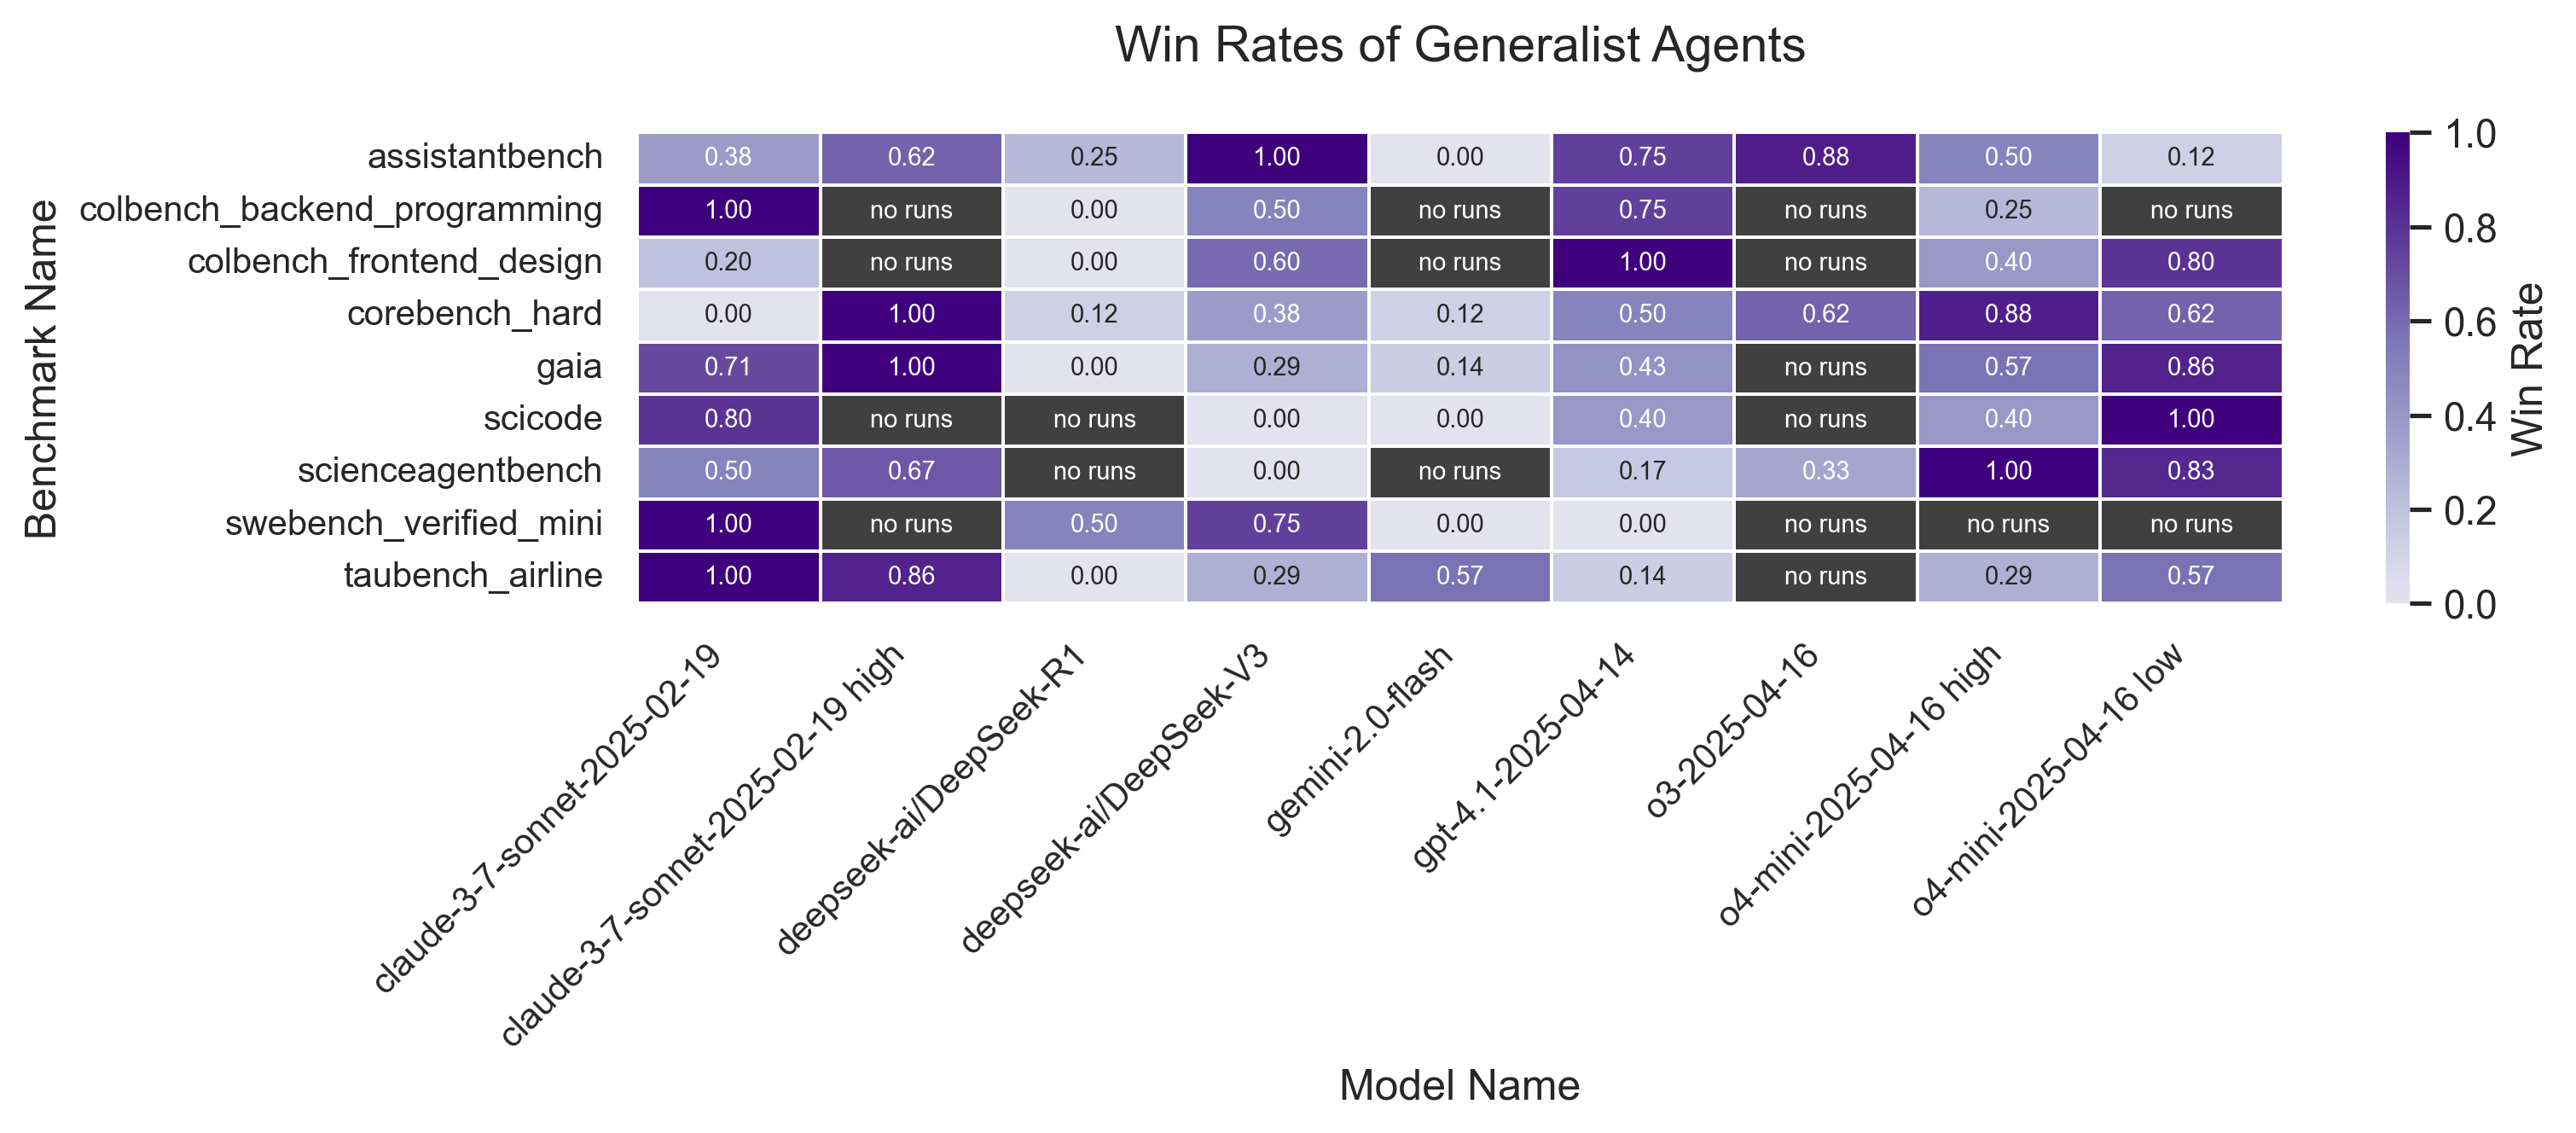 Win Rates of Generalist Agents
Benchmark Name
assistantbench 0.38 0.62 0.25 1.00 0.00 0.75 0.88 0.50 0.12
colbench_backend_programming 1.00 no runs 0.00 0.50 no runs 0.75 no runs 0.25 no runs
colbench_frontend_design 0.20 no runs 0.00 0.60 no runs 1.00 no runs 0.40 0.80
corebench_hard 0.00 1.00 0.12 0.38 0.12 0.50 0.62 0.88 0.62
gaia 0.71 1.00 0.00 0.29 0.14 0.43 no runs 0.57 0.86
scicode 0.80 no runs no runs 0.00 0.00 0.40 no runs 0.40 1.00
scienceagentbench 0.50 0.67 no runs 0.00 no runs 0.17 0.33 1.00 0.83
swebench_verified_mini 1.00 no runs 0.50 0.75 0.00 0.00 no runs no runs no runs
taubench_airline 1.00 0.86 0.00 0.29 0.57 0.14 no runs 0.29 0.57
claude-3-7-sonnet-2025-02-19
claude-3-7-sonnet-2025-02-19 high
deepseek-ai/DeepSeek-R1
deepseek-ai/DeepSeek-V3
gemini-2.0-flash
gpt-4.1-2025-04-14
o3-2025-04-16
o4-mini-2025-04-16 high
o4-mini-2025-04-16 low
Model Name
1.0
0.8
0.6
0.4
0.2
0.0
Win Rate